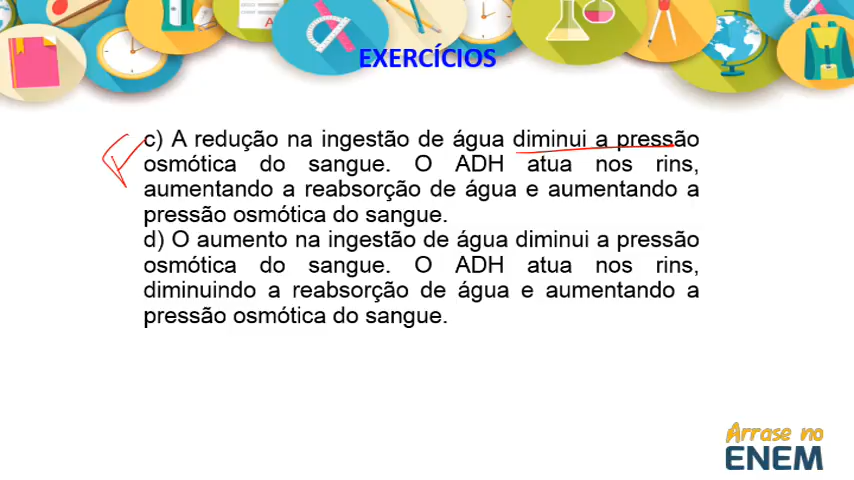 EXERCÍCIOS
c) A redução na ingestão de água diminui a pressão
osmótica do sangue. O ADH atua nos rins,
aumentando a reabsorção de água e aumentando a
pressão osmótica do sangue.
d) O aumento na ingestão de água diminui a pressão
osmótica do sangue. O ADH atua nos rins,
diminuindo a reabsorção de água e aumentando a
pressão osmótica do sangue.
Arrase no
ENEM